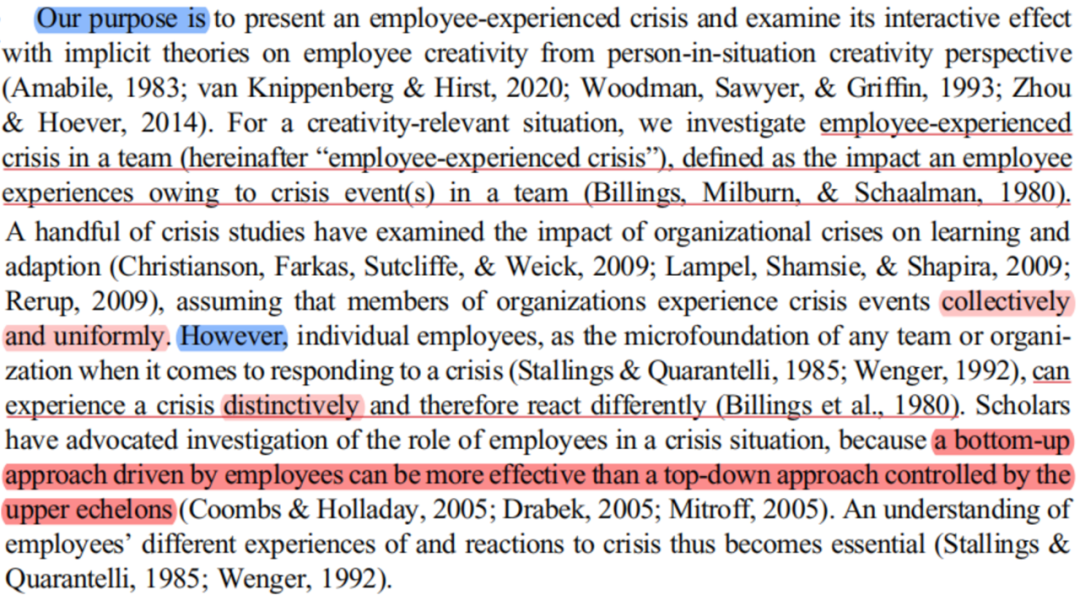 Our purpose is to present an employee-experienced crisis and examine its interactive effect
with implicit theories on employee creativity from person-in-situation creativity perspective
(Amabile, 1983; van Knippenberg & Hirst, 2020; Woodman, Sawyer, & Griffin, 1993; Zhou
& Hoever, 2014). For a creativity-relevant situation, we investigate employee-experienced
crisis in a team (hereinafter “employee-experienced crisis”), defined as the impact an employee
experiences owing to crisis event(s) in a team (Billings, Milburn, & Schaalman, 1980).
A handful of crisis studies have examined the impact of organizational crises on learning and
adaption (Christianson, Farkas, Sutcliffe, & Weick, 2009; Lampel, Shamsie, & Shapira, 2009;
Rerup, 2009), assuming that members of organizations experience crisis events collectively
and uniformly. However, individual employees, as the microfoundation of any team or organi-
zation when it comes to responding to a crisis (Stallings & Quarantelli, 1985; Wenger, 1992), can
experience a crisis distinctively and therefore react differently (Billings et al., 1980). Scholars
have advocated investigation of the role of employees in a crisis situation, because a bottom-up
approach driven by employees can be more effective than a top-down approach controlled by the
upper echelons (Coombs & Holladay, 2005; Drabek, 2005; Mitroff, 2005). An understanding of
employees’ different experiences of and reactions to crisis thus becomes essential (Stallings &
Quarantelli, 1985; Wenger, 1992).